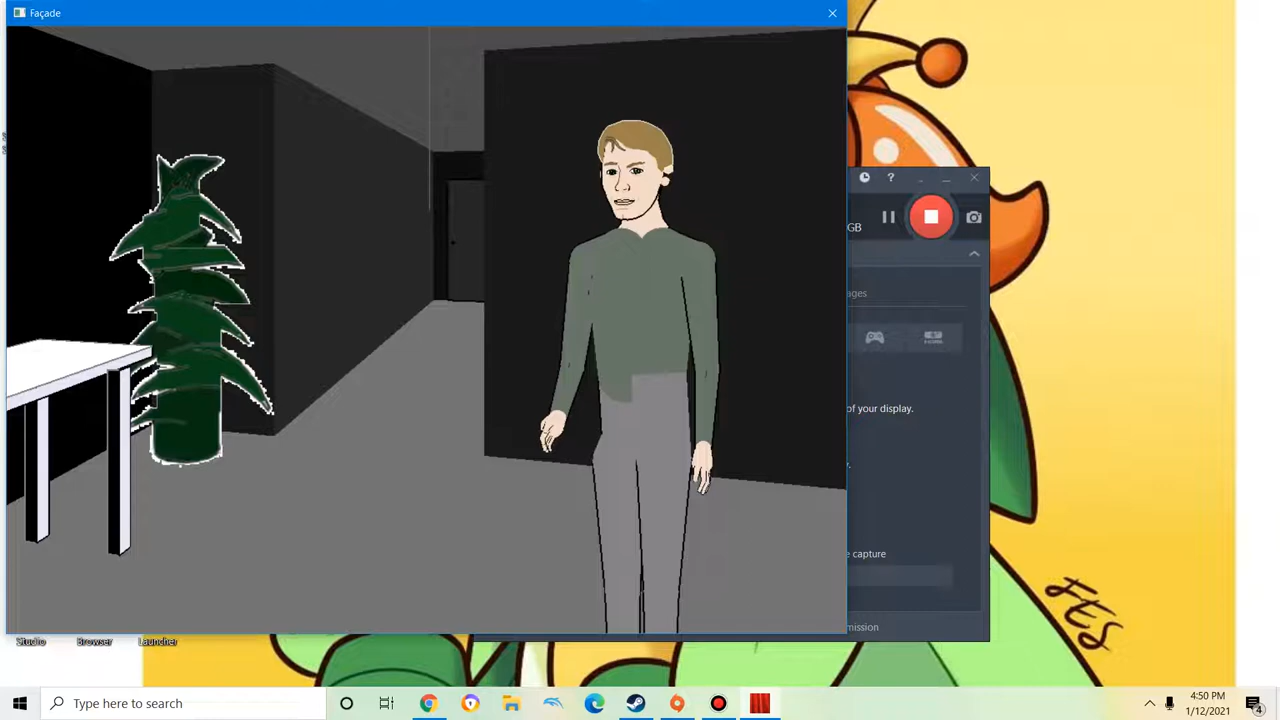 Façade
?
GB
ages
of your display.
e capture
mission
FES
Studio
Browser
Launcher
Type here to search
4:50 PM
1/12/2021
4